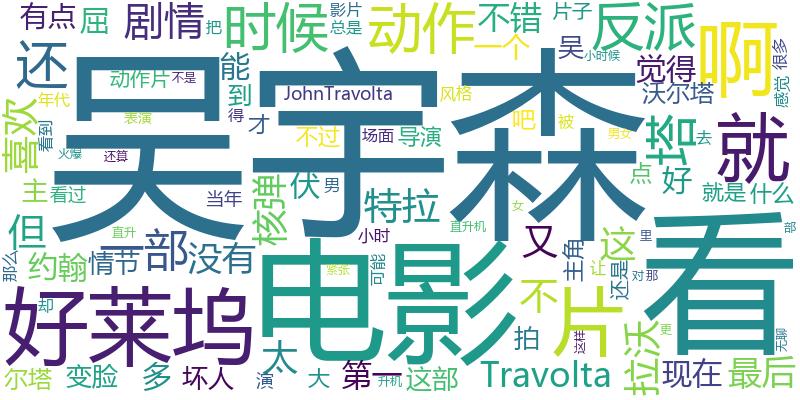 有点
屈
剧情
时候
动作
不错
影片
总是
片子
把
反派
啊
还
能
到
动作片
不是
一个
吴
小时候
很多
感觉
觉得
风格
沃尔塔
JohnTravolta
年代
看到
喜欢
表演
得
才
不过
场面
导演
吧
被
男女
去
塔
就
吴宇森
看
火爆
还算
主
看过
当年
伏
男
特拉
核弹
点
好
就是
什么
但
一部
没有
直升
女
小时
直升机
又
主角
这
里
部
那么
约翰
情节
电影
紧张
可能
不
片
让
还是
对
那
却
好莱坞
太
拍
拉沃
这样
更
无聊
尔塔
变脸
多
坏人
演
大
第一
升机
这部
Travolta
现在
最后